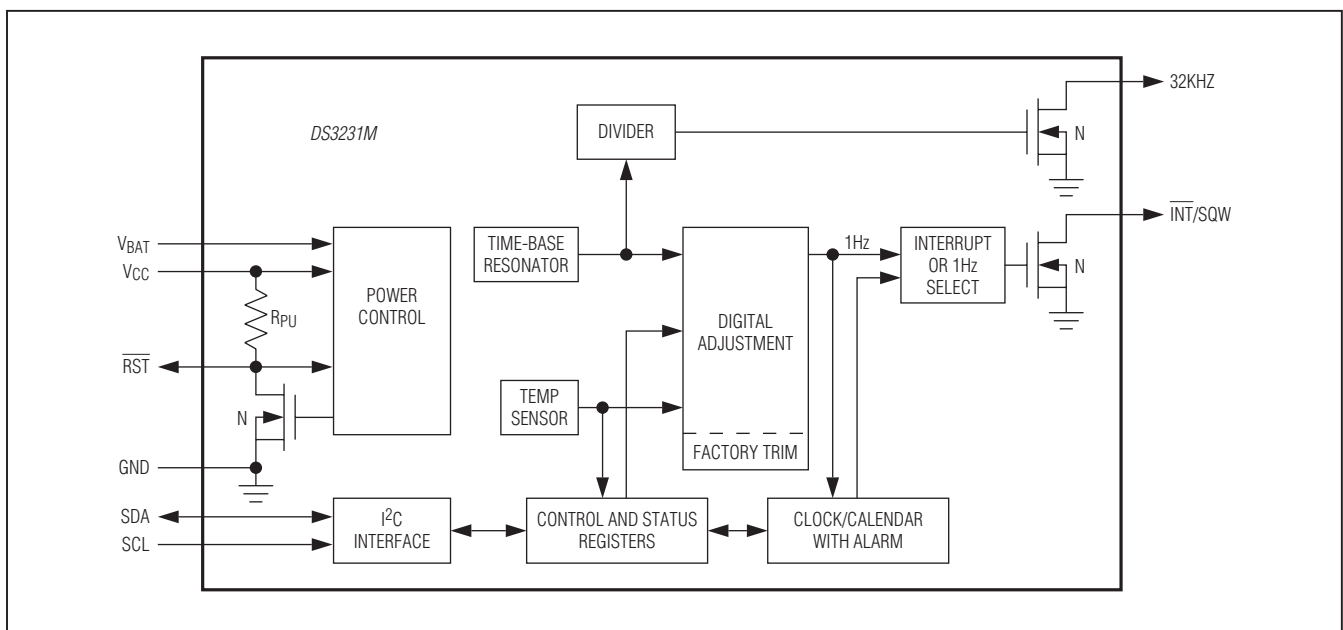 32KHZ
DS3231M
DIVIDER
N
INT/SQW
VBAT
VCC
TIME-BASE
RESONATOR
1Hz
INTERRUPT
OR 1Hz
SELECT
N
POWER
CONTROL
RPU
DIGITAL
ADJUSTMENT
RST
TEMP
SENSOR
N
FACTORY TRIM
GND
SDA
SCL
I2C
INTERFACE
CONTROL AND STATUS
REGISTERS
CLOCK/CALENDAR
WITH ALARM